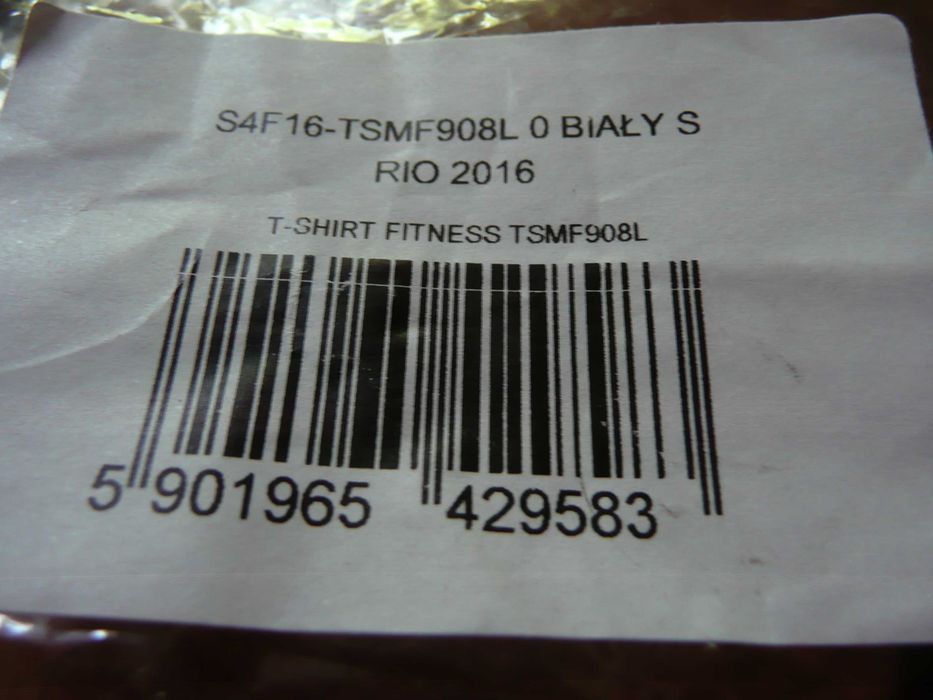 S4F16-TSMF908L 0 BIAŁY S
RIO 2016
T-SHIRT FITNESS TSMF908L
5 901965 429583